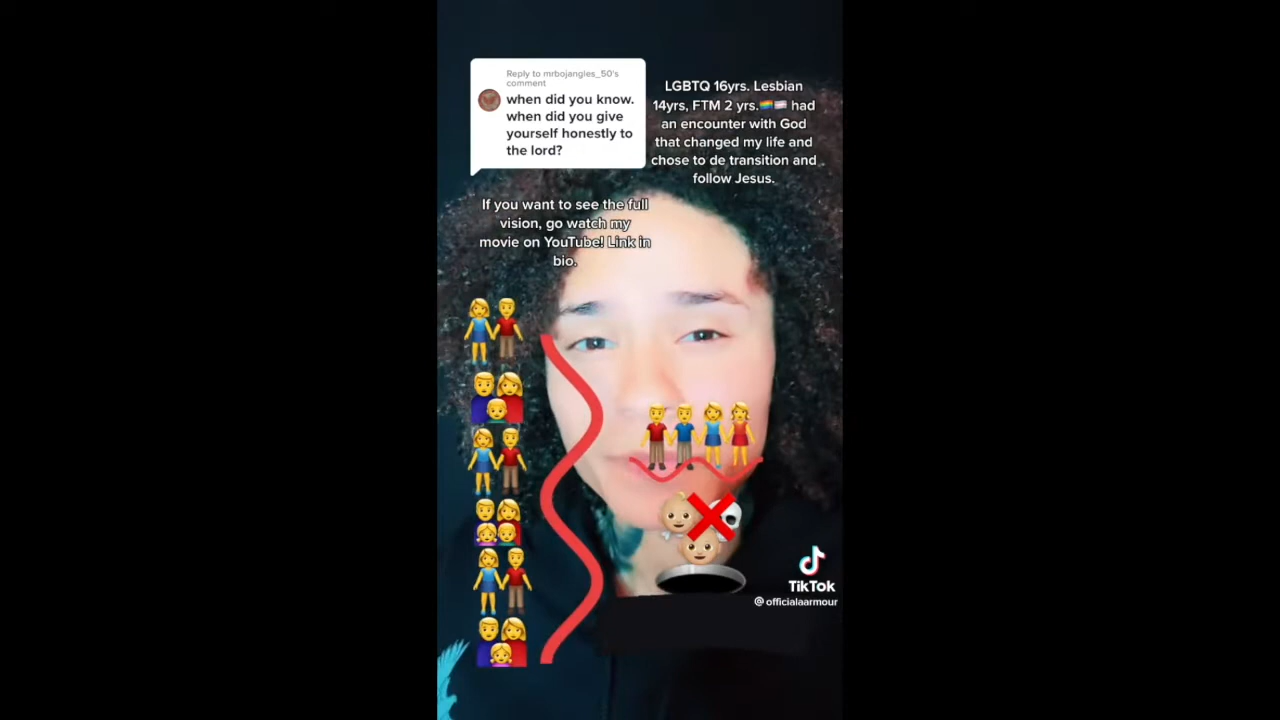 Reply to mrbojangles_50's
comment
when did you know.
when did you give
yourself honestly to
the lord?
LGBTQ 16yrs. Lesbian
14yrs, FTM 2 yrs.🏳️‍🌈🏳️‍⚧️ had
an encounter with God
that changed my life and
chose to de transition and
follow Jesus.
If you want to see the full
vision, go watch my
movie on YouTube! Link in
bio.
TikTok
@officialaarmour